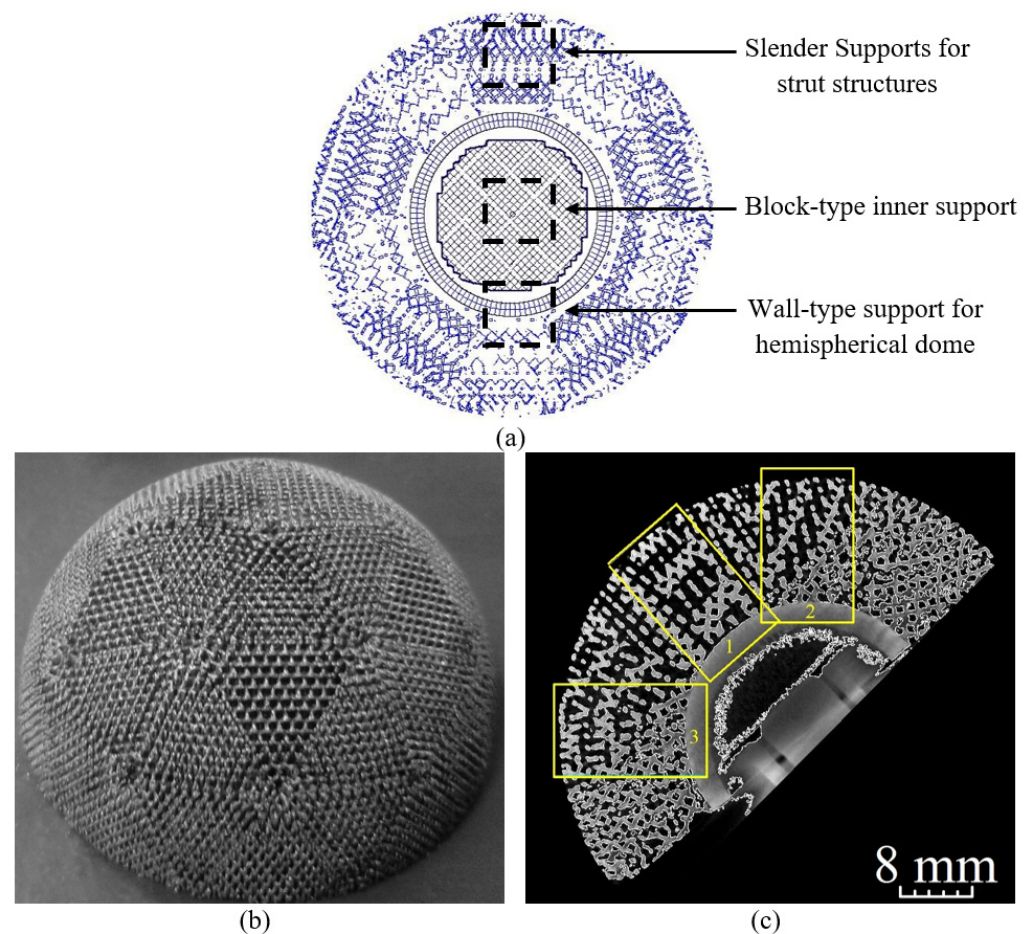 Slender Supports for
strut structures
Block-type inner support
Wall-type support for
hemispherical dome
(a)
1
2
3
8 mm
(b)
(c)